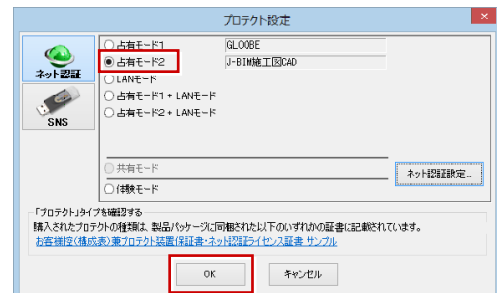 プロテクト設定
×
ネット認証
SNS
占有モード1 GLOOBE
占有モード2 J-BIM施工図CAD
LANモード
占有モード1 + LANモード
占有モード2 + LANモード
共有モード
ネット認証設定...
体験モード
「プロテクト」タイプを確認する
購入されたプロテクトの種類は、製品パッケージに同梱された以下のいずれかの証書に記載されています。
お客様控(構成表)兼プロテクト装置保証書・ネット認証ライセンス証書 サンプル
OK キャンセル